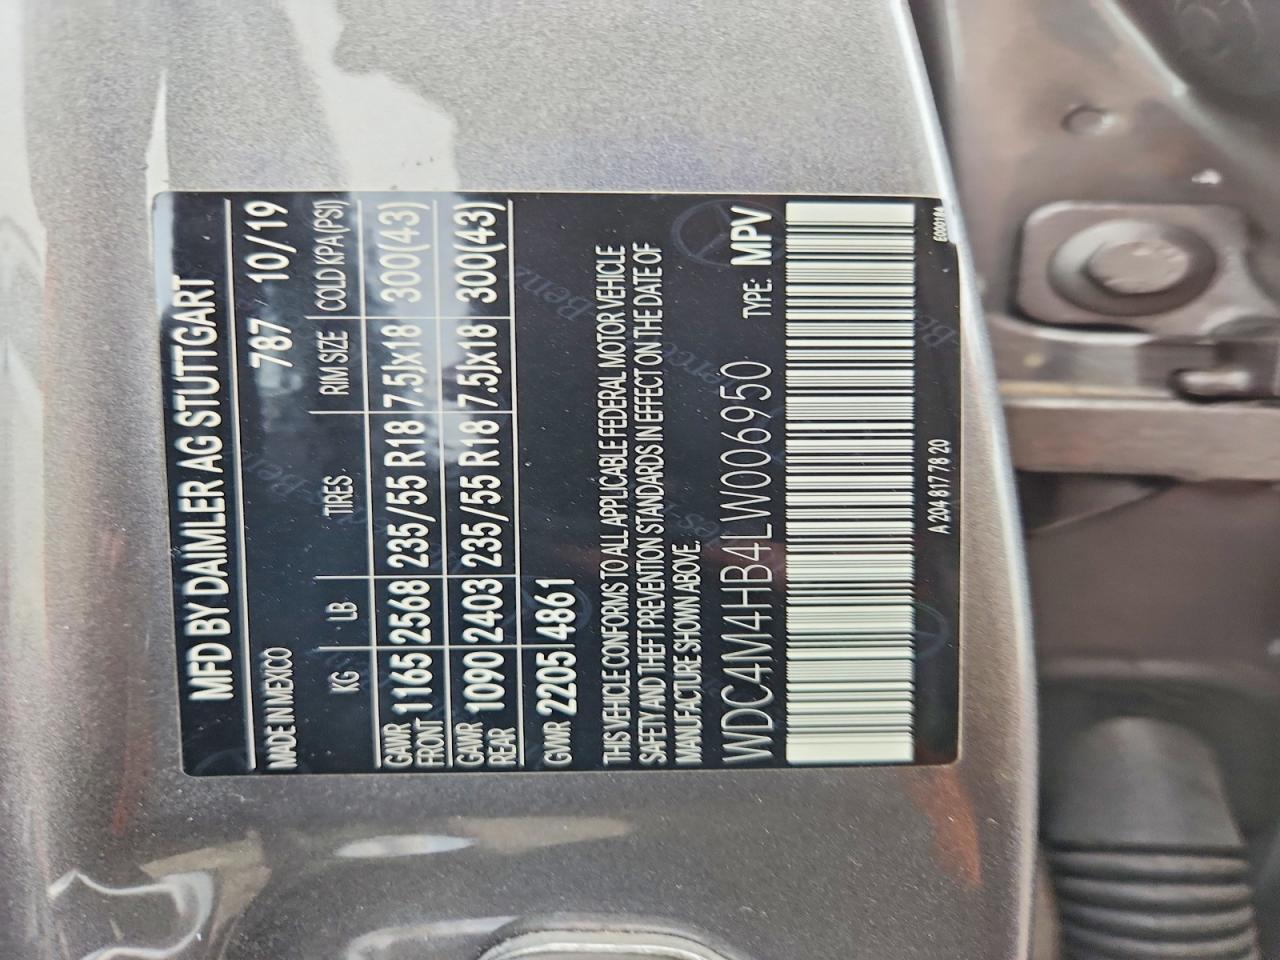 MFD BY DAIMLER AG STUTTGART
MADE IN MEXICO 787 10/19
KG LB TIRES RIM SIZE COLD KPA(PSI)
GAWR FRONT 1165 2568 235/55 R18 7.5Jx18 300(43)
GAWR REAR 1090 2403 235/55 R18 7.5Jx18 300(43)
GVWR 2205 4861
THIS VEHICLE CONFORMS TO ALL APPLICABLE FEDERAL MOTOR VEHICLE
SAFETY AND THEFT PREVENTION STANDARDS IN EFFECT ON THE DATE OF
MANUFACTURE SHOWN ABOVE.
WDC4M4HB4LW006950 TYPE: MPV
A 204 817 78 20